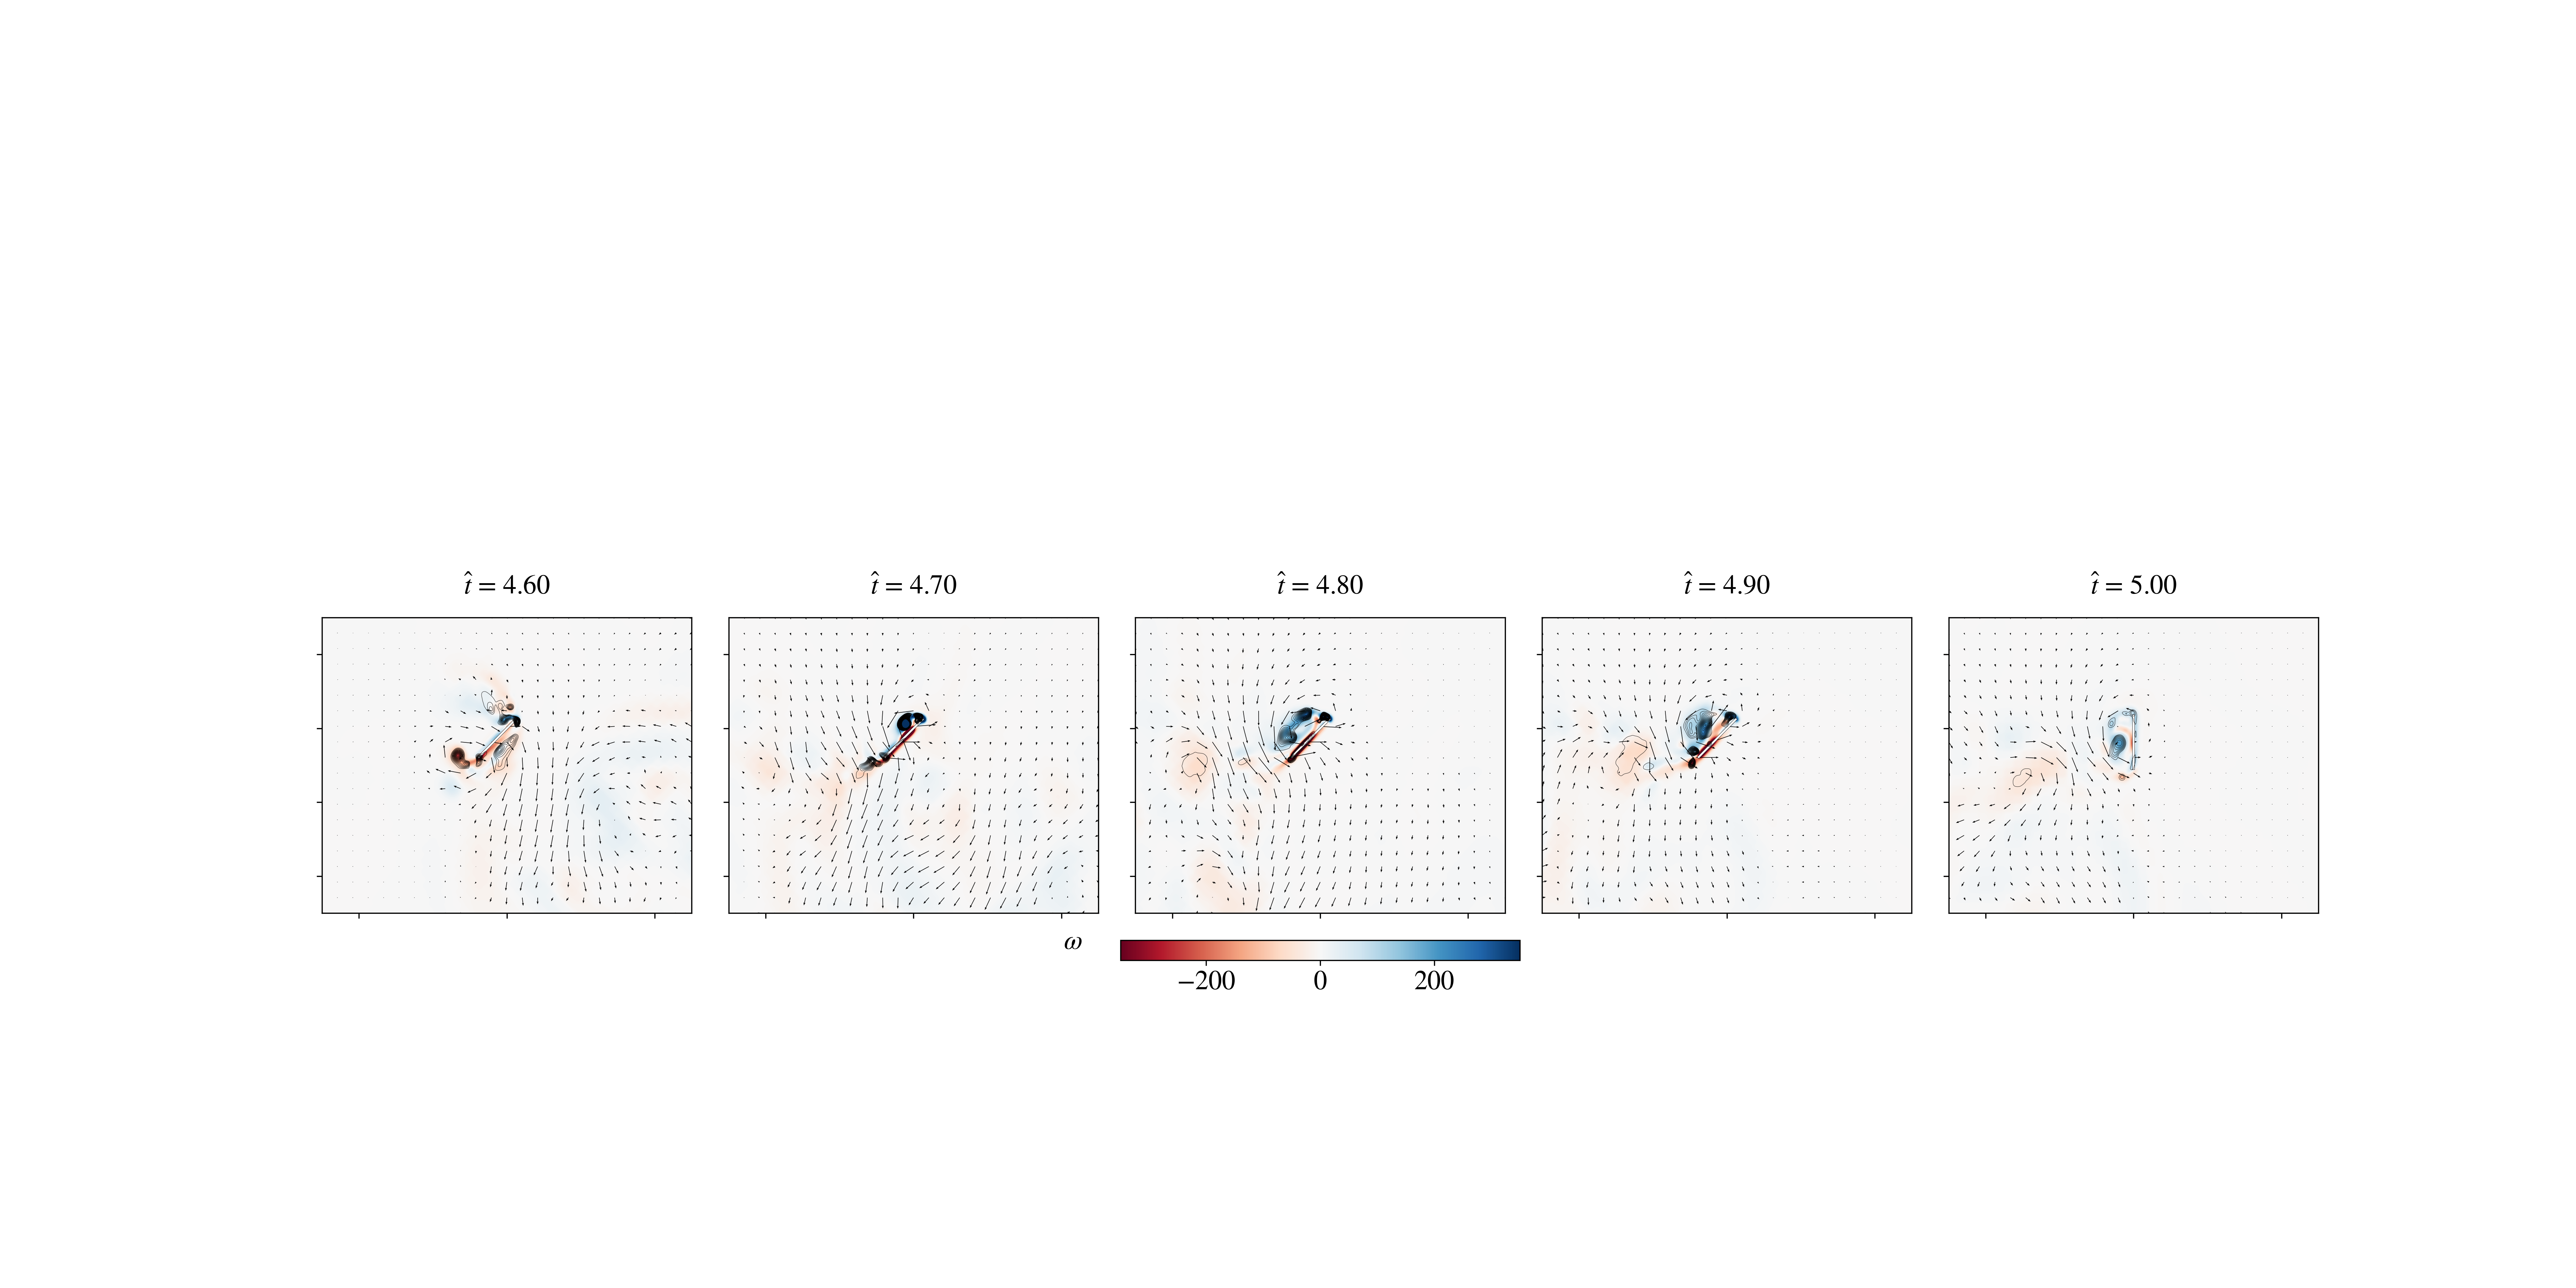 t̂ = 4.60 t̂ = 4.70 t̂ = 4.80 t̂ = 4.90 t̂ = 5.00
ω
−200 0 200